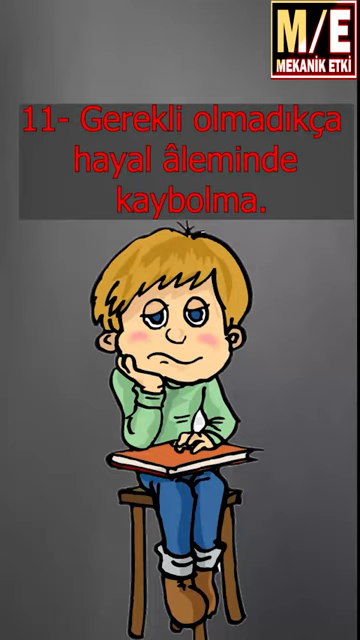 M/E
MEKANİK ETKİ
11- Gerekli olmadıkça
hayal âleminde
kaybolma.